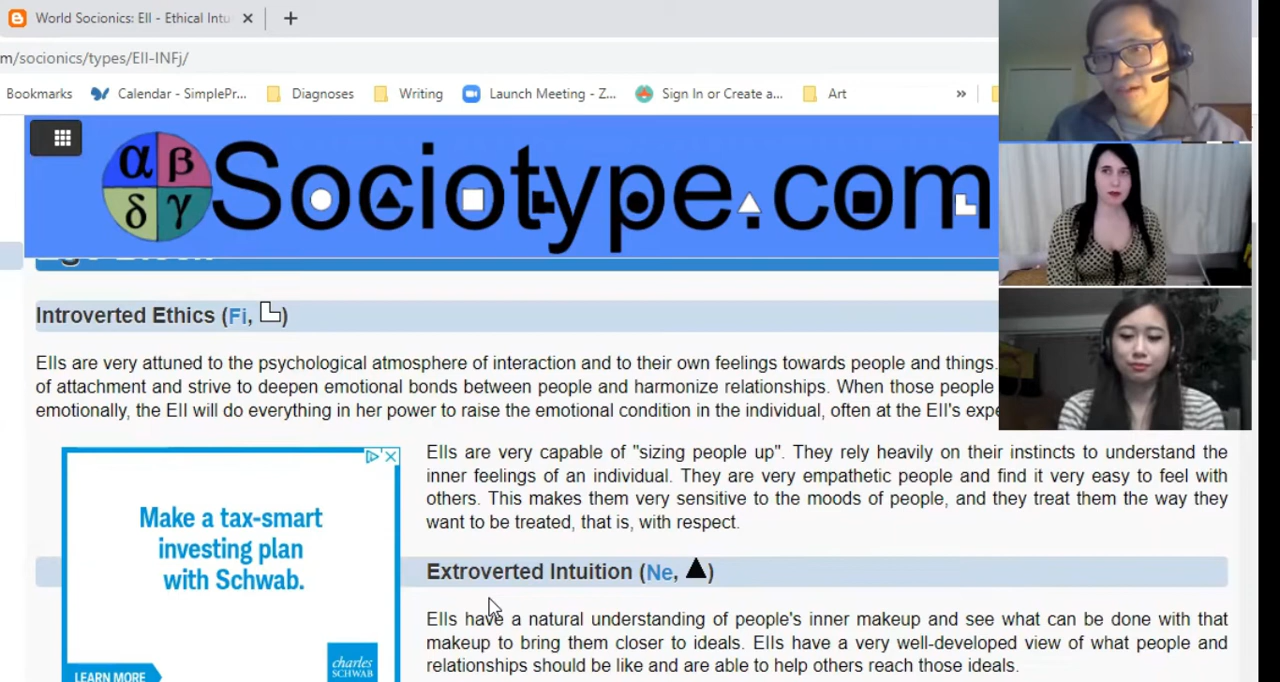 World Socionics: EII - Ethical Intu
m/socionics/types/EII-INFj/
Bookmarks Calendar - SimplePr... Diagnoses Writing Launch Meeting - Z... Sign In or Create a... Art »
α β δ γ Sociotype.com
Introverted Ethics (Fi, )
EIIs are very attuned to the psychological atmosphere of interaction and to their own feelings towards people and things.
of attachment and strive to deepen emotional bonds between people and harmonize relationships. When those people
emotionally, the EII will do everything in her power to raise the emotional condition in the individual, often at the EII's
EIIs are very capable of "sizing people up". They rely heavily on their instincts to understand the
inner feelings of an individual. They are very empathetic people and find it very easy to feel with
others. This makes them very sensitive to the moods of people, and they treat them the way they
want to be treated, that is, with respect.
Make a tax-smart
investing plan
with Schwab.
charles
SCHWAB
LEARN MORE
Extroverted Intuition (Ne, )
EIIs have a natural understanding of people's inner makeup and see what can be done with that
makeup to bring them closer to ideals. EIIs have a very well-developed view of what people and
relationships should be like and are able to help others reach those ideals.